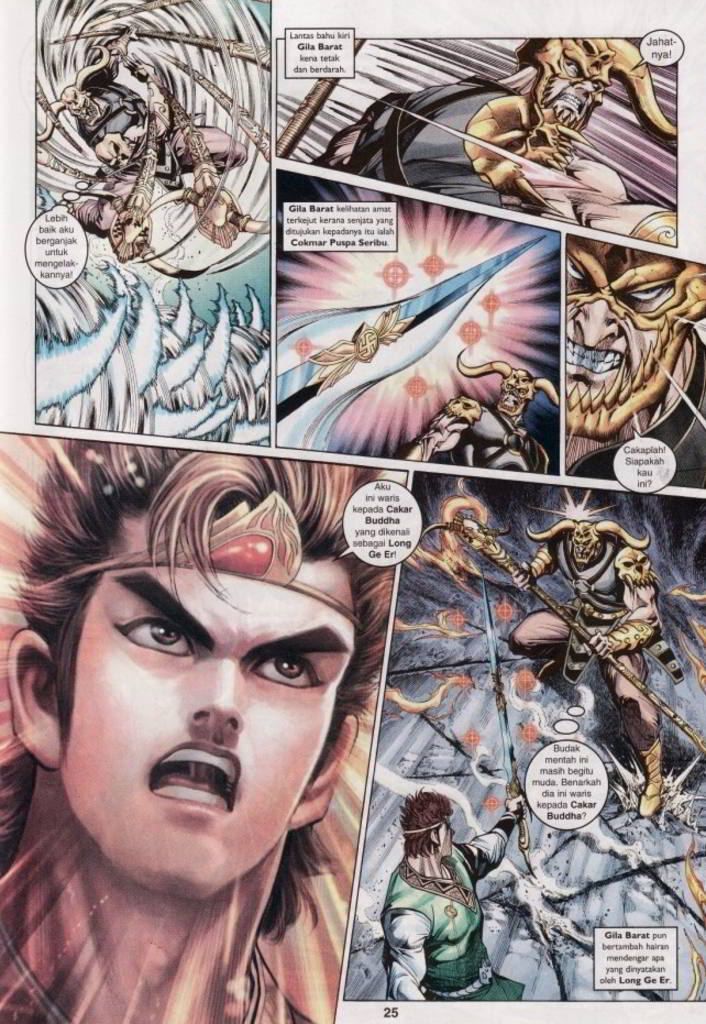 Lebih
baik aku
berganjak
untuk
mengelak-
kannya!
Lantas bahu kiri
Gila Barat
kena tetak
dan berdarah.
Jahat-
nya!
Gila Barat kelihatan amat
terkejut kerana senjata yang
ditujukan kepadanya itu ialah
Cokmar Puspa Seribu.
Cakaplah!
Siapakah
kau
ini?
Aku
ini waris
kepada Cakar
Buddha
yang dikenali
sebagai Long
Ge Er!
Budak
mentah ini
masih begitu
muda. Benarkah
dia ini waris
kepada Cakar
Buddha?
Gila Barat pun
bertambah hairan
mendengar apa
yang dinyatakan
oleh Long Ge Er.
25